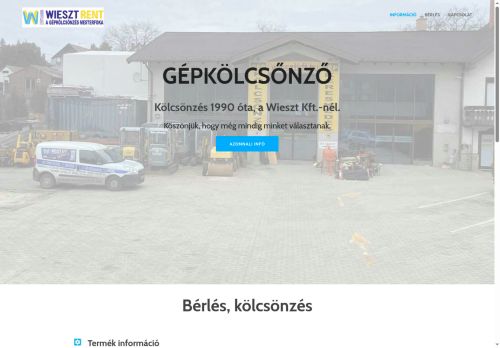 WIESZT RENT
A GÉPKÖLCSÖNZÉS MESTERFOKA
INFORMÁCIÓ
BÉRLÉS
KAPCSOLAT
GÉPKÖLCSÖNZŐ
Kölcsönzés 1990 óta, a Wieszt Kft.-nél.
Köszönjük, hogy még mindig minket választanak.
AZONNALI INFÓ
Bérlés, kölcsönzés
Termék információ